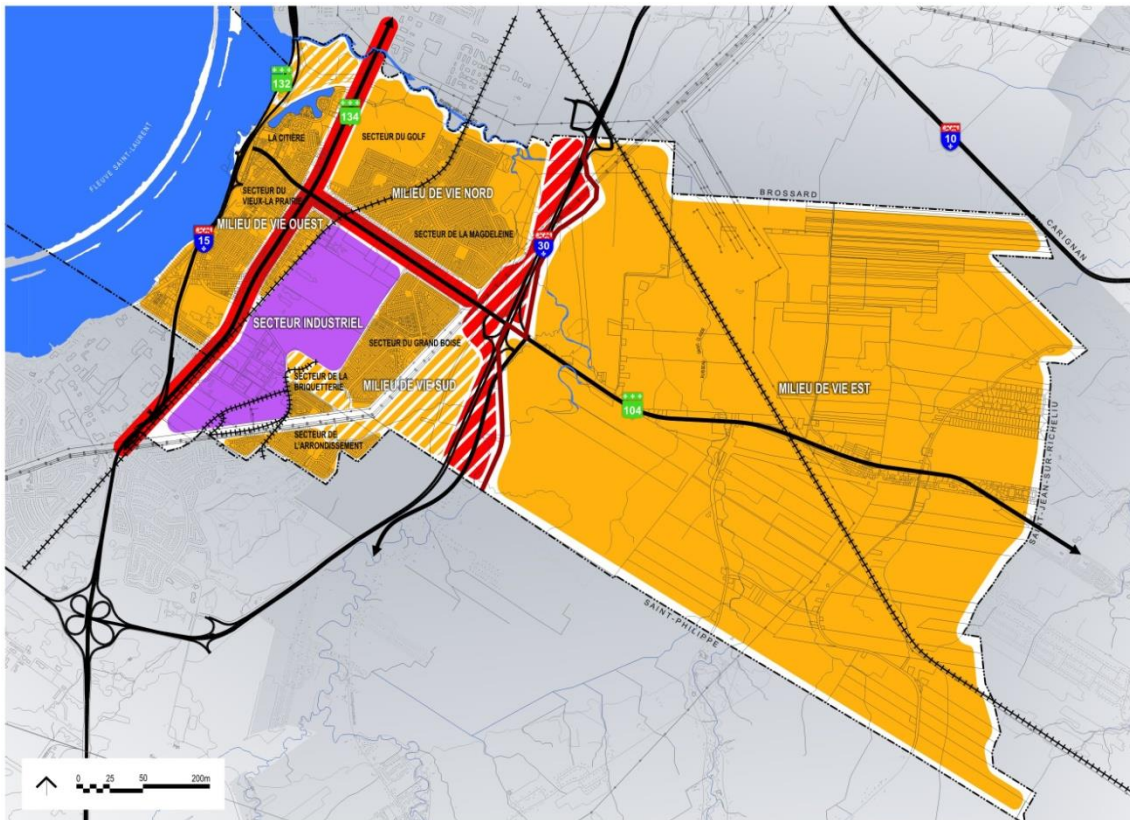 132
134
LA CITIÈRE
SECTEUR DU GOLF
FLEUVE SAINT-LAURENT
10
SECTEUR DU
VIEUX-LA PRAIRIE
MILIEU DE VIE NORD
BROSSARD
MILIEU DE VIE OUEST
SECTEUR DE LA MAGDELEINE
CARIGNAN
15
30
SECTEUR INDUSTRIEL
SECTEUR DU GRAND BOISÉ
SECTEUR DE LA
BRIQUETTERIE
MILIEU DE VIE SUD
MILIEU DE VIE EST
104
SECTEUR DE
L'ARRONDISSEMENT
SAINT-JEAN-SUR-RICHELIU
SAINT-PHILIPPE
0 25 50 200m